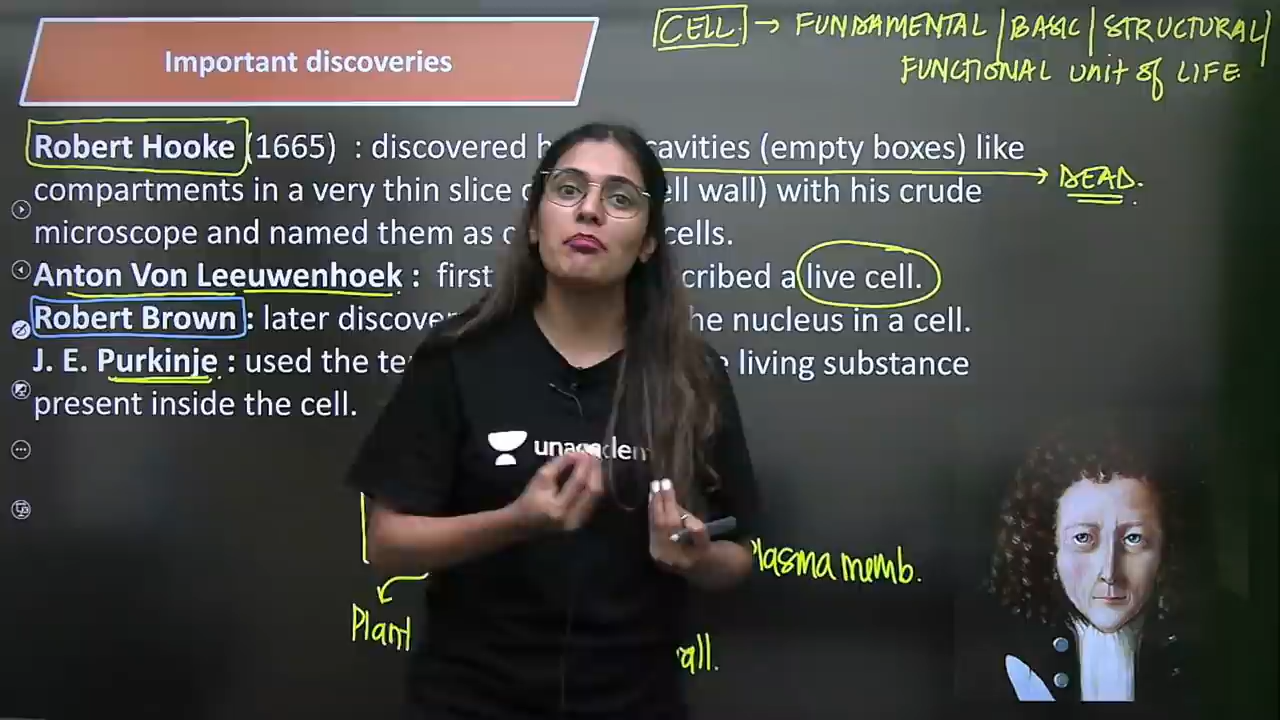 CELL → FUNDAMENTAL | BASIC | STRUCTURAL |
FUNCTIONAL unit of LIFE.
Important discoveries
Robert Hooke (1665) : discovered cavities (empty boxes) like
DEAD.
compartments in a very thin slice ell wall) with his crude
microscope and named them as cells.
Anton Von Leeuwenhoek : first cribed a live cell.
Robert Brown : later discove he nucleus in a cell.
J. E. Purkinje : used the te living substance
present inside the cell.
unacadem
Plasma memb.
Plant
all.